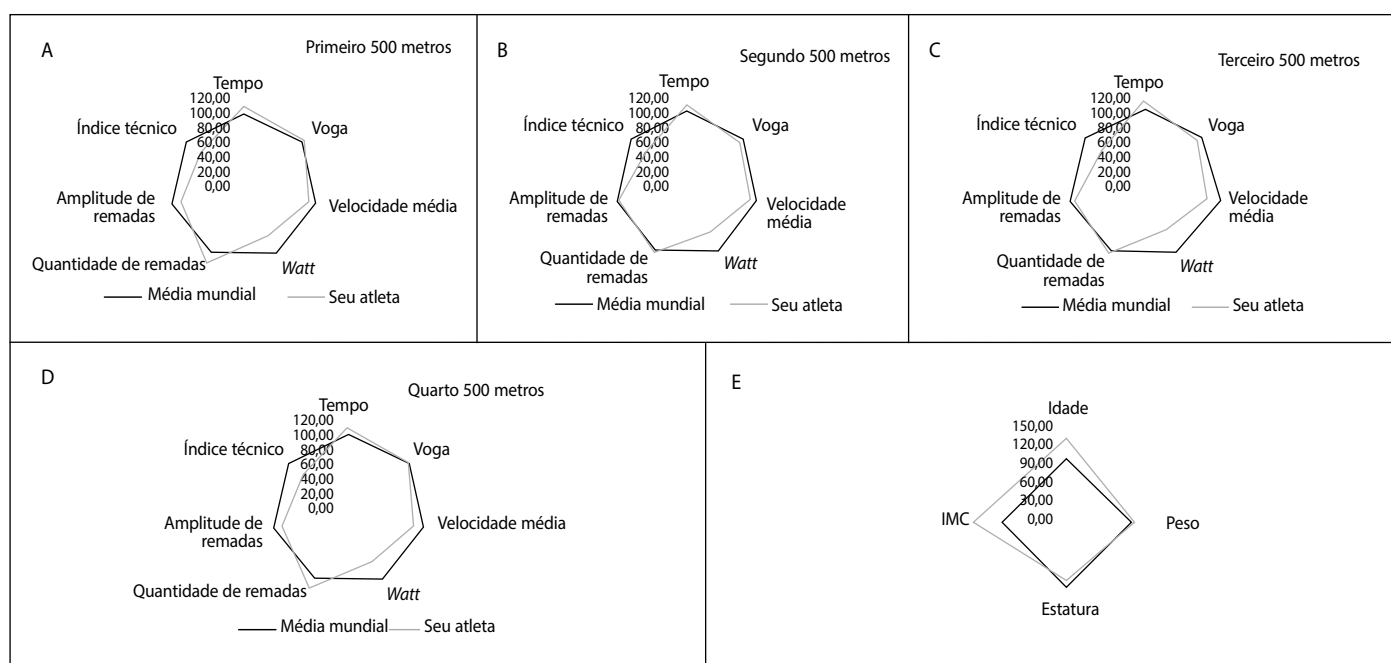 A
Primeiro 500 metros
Tempo
120,00
100,00
80,00
60,00
40,00
20,00
0,00
Índice técnico
Voga
Amplitude de
remadas
Velocidade média
Quantidade de remadas
Watt
Média mundial
Seu atleta
B
Segundo 500 metros
Tempo
120,00
100,00
80,00
60,00
40,00
20,00
0,00
Índice técnico
Voga
Amplitude de
remadas
Velocidade
média
Quantidade de
remadas
Watt
Média mundial
Seu atleta
C
Terceiro 500 metros
Tempo
120,00
100,00
80,00
60,00
40,00
20,00
0,00
Índice técnico
Voga
Amplitude de
remadas
Velocidade
média
Quantidade de
remadas
Watt
Média mundial
Seu atleta
D
Quarto 500 metros
Tempo
120,00
100,00
80,00
60,00
40,00
20,00
0,00
Índice técnico
Voga
Amplitude de
remadas
Velocidade média
Quantidade de remadas
Watt
Média mundial
Seu atleta
E
Idade
150,00
120,00
90,00
60,00
30,00
0,00
IMC
Peso
Estatura